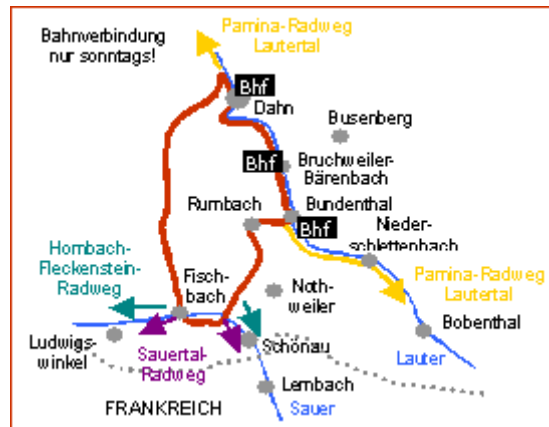 Bahnverbindung
nur sonntags!
Pamina-Radweg
Lautertal
Bhf
Dahn
Busenberg
Bhf
Bruchweiler-
Bärenbach
Rumbach
Bundenthal
Bhf
Nieder-
schlettenbach
Hornbach-
Fleckenstein-
Radweg
Fisch-
bach
Noth-
weiler
Pamina-Radweg
Lautertal
Bobenthal
Ludwigs-
winkel
Sauertal-
Radweg
Schönau
Lauter
Lembach
FRANKREICH
Sauer